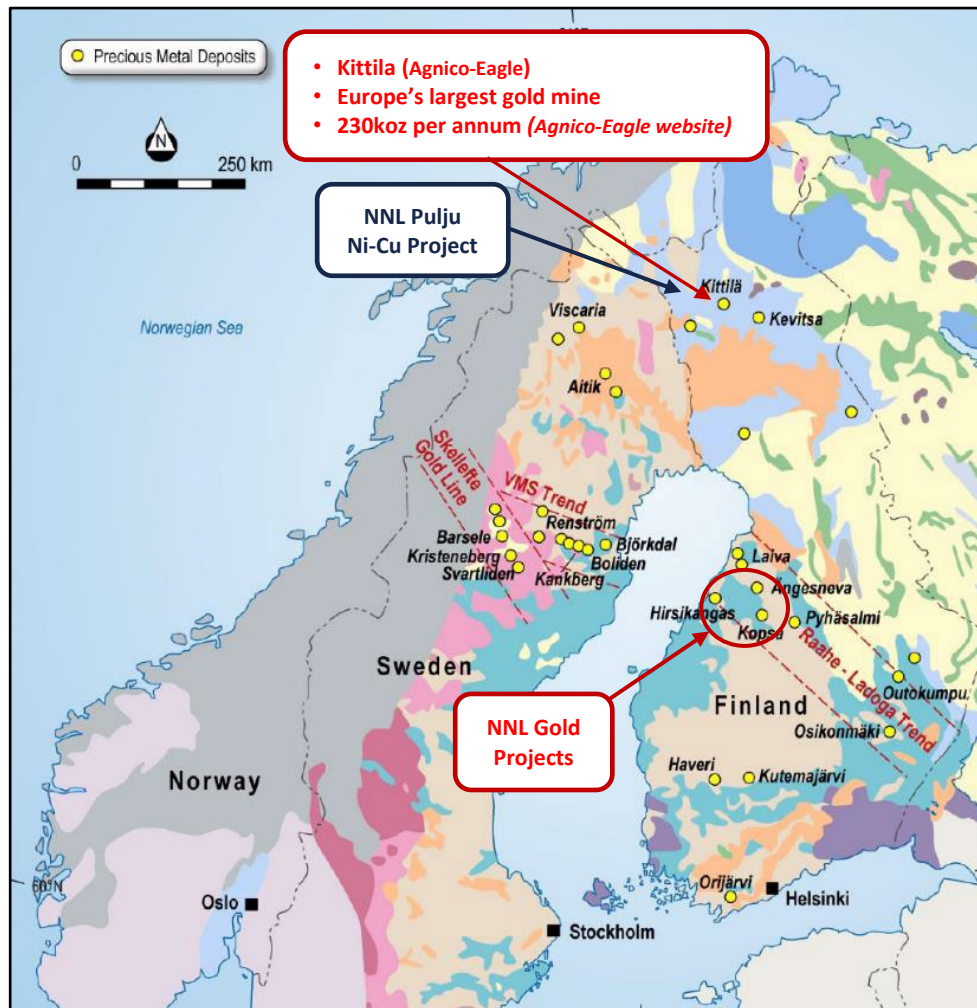 Precious Metal Deposits
• Kittila (Agnico-Eagle)
• Europe's largest gold mine
• 230koz per annum (Agnico-Eagle website)
N
0 250 km
NNL Pulju
Ni-Cu Project
Norwegian Sea
Kittilä
Kevitsa
Viscaria
Aitik
Skellefte
Gold Line
VMS Trend
Renström
Barsele
Björkdal
Kristeneberg
Boliden
Svartliden
Kankberg
Laiva
Ängesneva
Hirsjkangas
Pyhäsalmi
Kopsa
Raahe - Ladoga Trend
Sweden
Outokumpu
Finland
NNL Gold
Projects
Osikonmäki
Norway
Haveri
Kutemajärvi
60°N
Orijärvi
Oslo
Helsinki
Stockholm